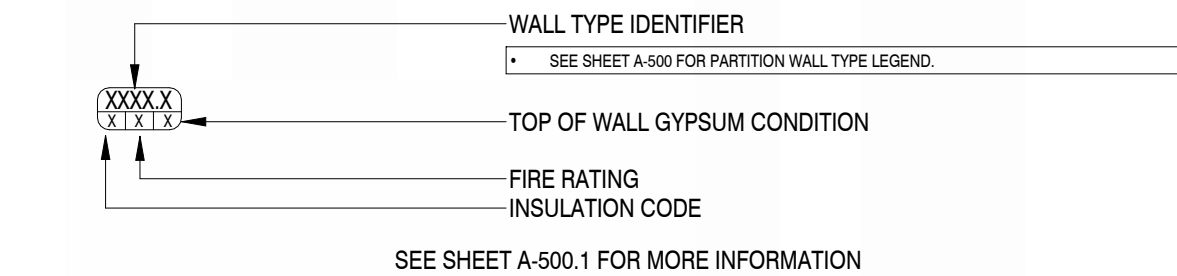 WALL TYPE IDENTIFIER
• SEE SHEET A-500 FOR PARTITION WALL TYPE LEGEND.
XXXX.X
X X X
TOP OF WALL GYPSUM CONDITION
FIRE RATING
INSULATION CODE
SEE SHEET A-500.1 FOR MORE INFORMATION